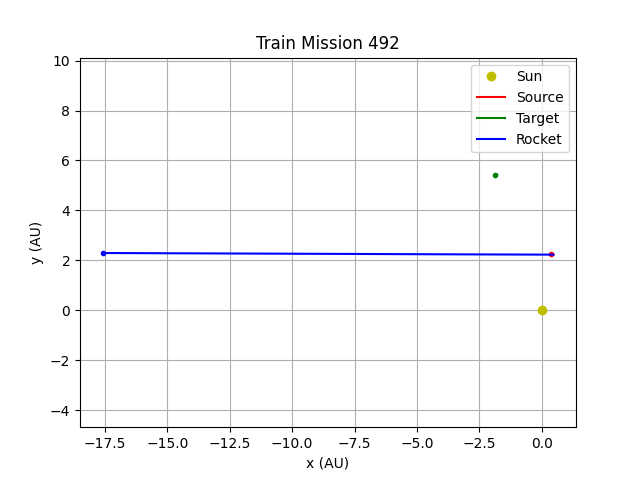 Train Mission 492
Sun
Source
Target
Rocket
10
8
6
4
2
0
−2
−4
y (AU)
−17.5 −15.0 −12.5 −10.0 −7.5 −5.0 −2.5 0.0
x (AU)